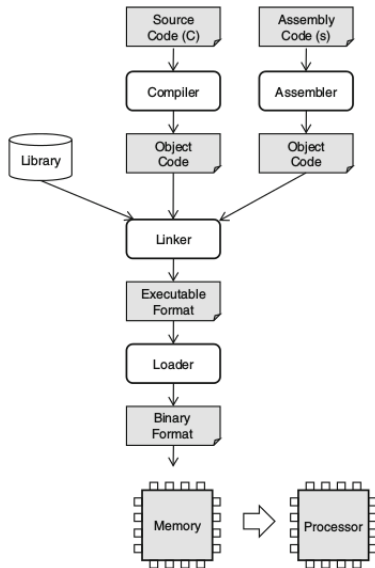 Source
Code (C)
Assembly
Code (s)
Compiler
Assembler
Library
Object
Code
Object
Code
Linker
Executable
Format
Loader
Binary
Format
Memory
Processor